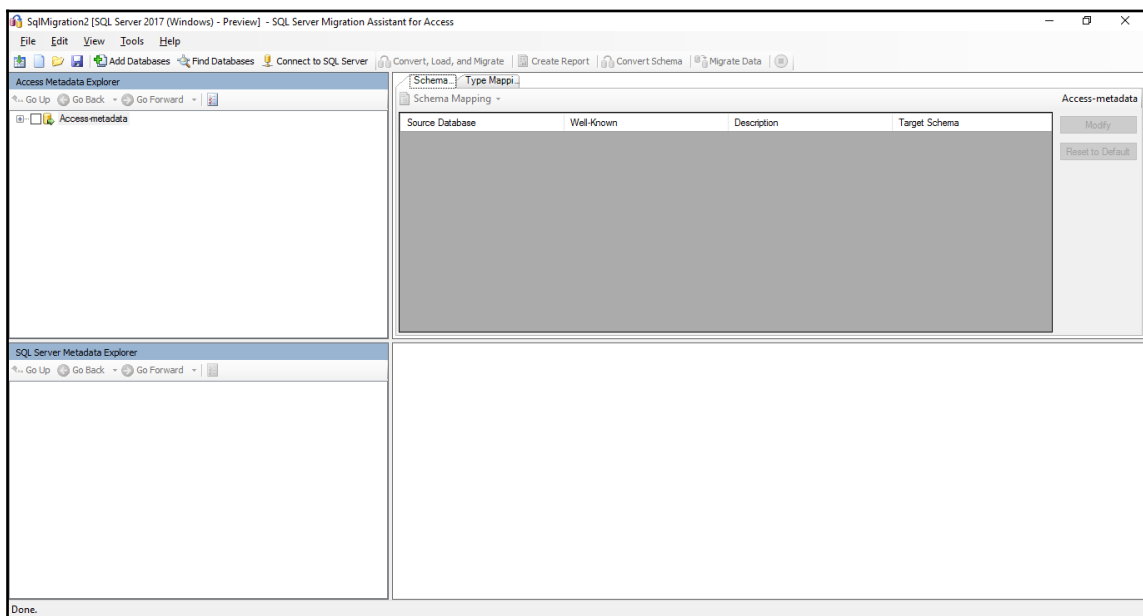 SqlMigration2 [SQL Server 2017 (Windows) - Preview] - SQL Server Migration Assistant for Access
File Edit View Tools Help
Add Databases Find Databases Connect to SQL Server Convert, Load, and Migrate Create Report Convert Schema Migrate Data
Access Metadata Explorer
Go Up Go Back Go Forward
Access-metadata
Schema... Type Mappi...
Schema Mapping Access-metadata
Source Database Well-Known Description Target Schema
Modify
Reset to Default
SQL Server Metadata Explorer
Go Up Go Back Go Forward
Done.